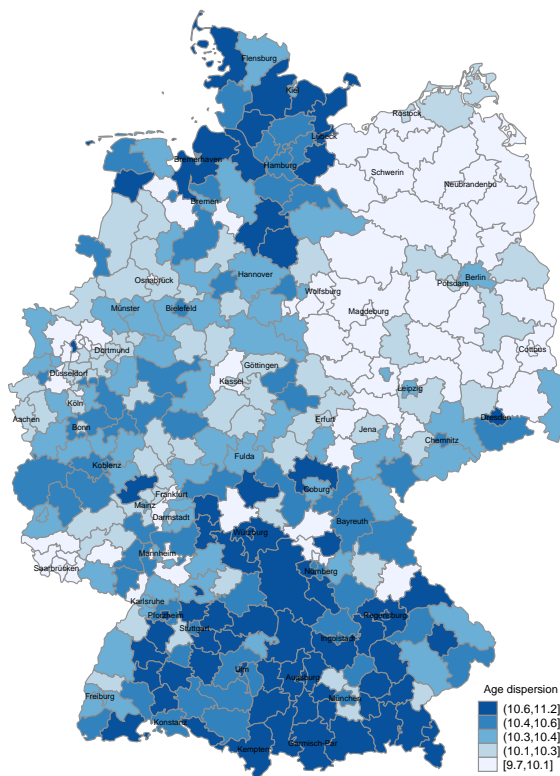 Flensburg
Kiel
Rostock
Lübeck
Bremerhaven
Hamburg
Schwerin
Neubrandenbu
Bremen
Hannover
Berlin
Osnabrück
Potsdam
Wolfsburg
Münster
Bielefeld
Magdeburg
Dortmund
Cottbus
Göttingen
Düsseldorf
Kassel
Leipzig
Köln
Aachen
Erfurt
Dresden
Bonn
Jena
Chemnitz
Fulda
Koblenz
Coburg
Frankfurt
Mainz
Darmstadt
Bayreuth
Würzburg
Mannheim
Saarbrücken
Nürnberg
Karlsruhe
Pforzheim
Regensburg
Stuttgart
Ingolstadt
Ulm
Augsburg
Freiburg
München
Konstanz
Garmisch-Par
Kempten
Age dispersion
(10.6,11.2]
(10.4,10.6]
(10.3,10.4]
(10.1,10.3]
[9.7,10.1]